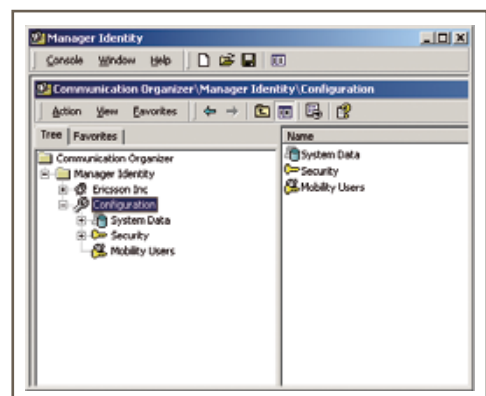 Manager Identity
Console Window Help
Communication Organizer\Manager Identity\Configuration
Action View Favorites
Tree Favorites
Name
Communication Organizer
Manager Identity
Ericsson Inc
Configuration
System Data
Security
Mobility Users
System Data
Security
Mobility Users